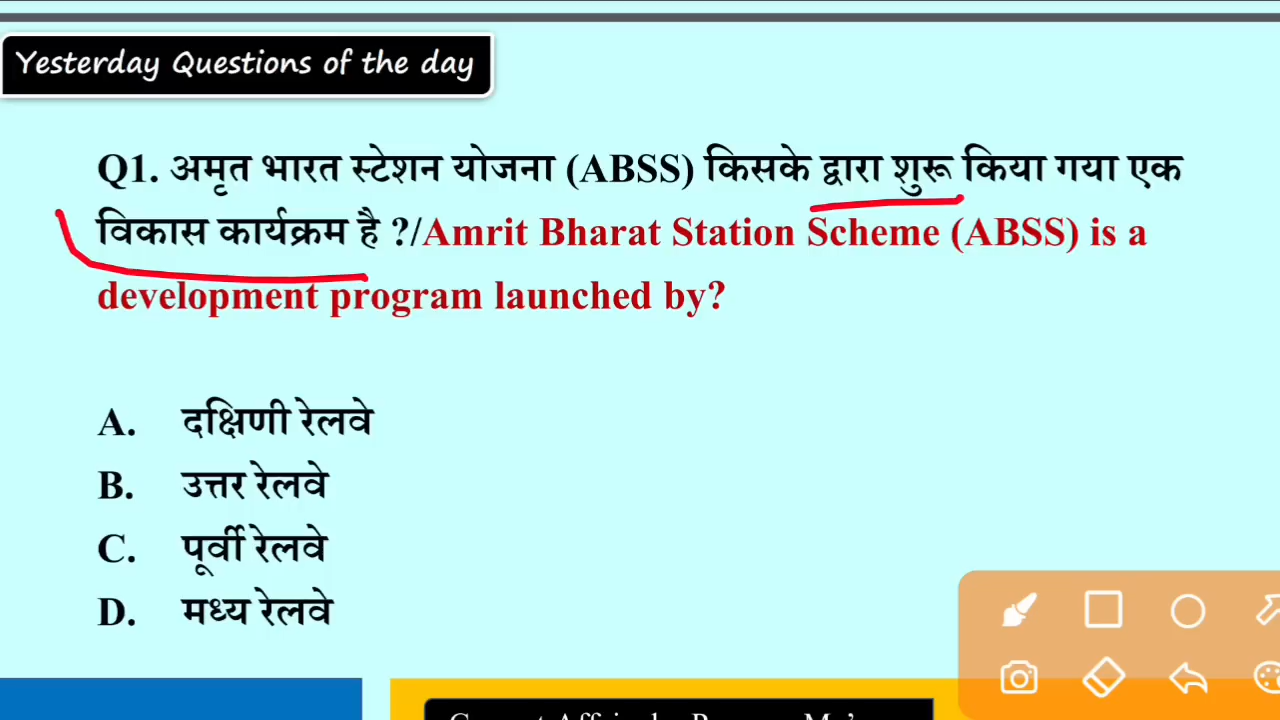 Yesterday Questions of the day
Q1. अमृत भारत स्टेशन योजना (ABSS) किसके द्वारा शुरू किया गया एक
विकास कार्यक्रम है ?/Amrit Bharat Station Scheme (ABSS) is a
development program launched by?
A. दक्षिणी रेलवे
B. उत्तर रेलवे
C. पूर्वी रेलवे
D. मध्य रेलवे